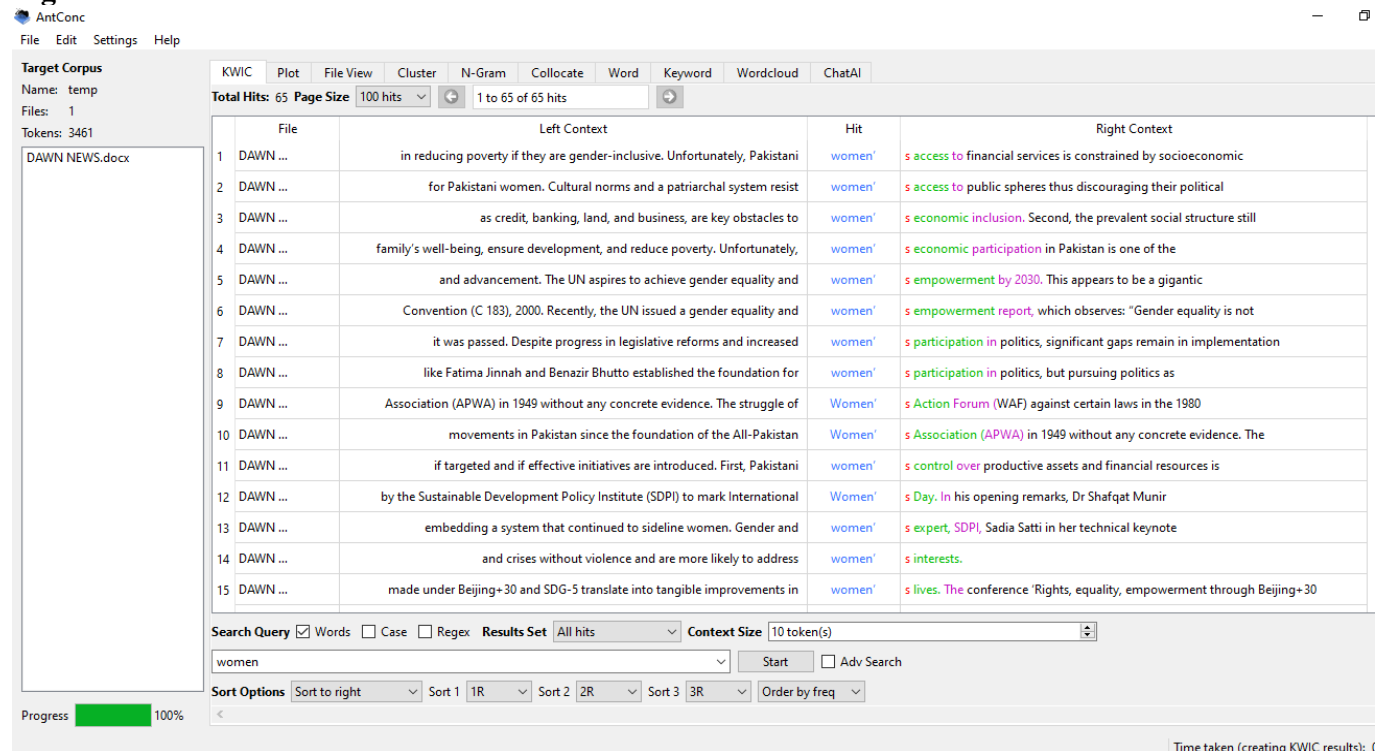 AntConc
File Edit Settings Help
Target Corpus
Name: temp
Files: 1
Tokens: 3461
DAWN NEWS.docx
Progress 100%
KWIC Plot File View Cluster N-Gram Collocate Word Keyword Wordcloud ChatAI
Total Hits: 65 Page Size 100 hits 1 to 65 of 65 hits
File Left Context Hit Right Context
1 DAWN ... in reducing poverty if they are gender-inclusive. Unfortunately, Pakistani women' s access to financial services is constrained by socioeconomic
2 DAWN ... for Pakistani women. Cultural norms and a patriarchal system resist women' s access to public spheres thus discouraging their political
3 DAWN ... as credit, banking, land, and business, are key obstacles to women' s economic inclusion. Second, the prevalent social structure still
4 DAWN ... family's well-being, ensure development, and reduce poverty. Unfortunately, women' s economic participation in Pakistan is one of the
5 DAWN ... and advancement. The UN aspires to achieve gender equality and women' s empowerment by 2030. This appears to be a gigantic
6 DAWN ... Convention (C 183), 2000. Recently, the UN issued a gender equality and women' s empowerment report, which observes: “Gender equality is not
7 DAWN ... it was passed. Despite progress in legislative reforms and increased women' s participation in politics, significant gaps remain in implementation
8 DAWN ... like Fatima Jinnah and Benazir Bhutto established the foundation for women' s participation in politics, but pursuing politics as
9 DAWN ... Association (APWA) in 1949 without any concrete evidence. The struggle of Women' s Action Forum (WAF) against certain laws in the 1980
10 DAWN ... movements in Pakistan since the foundation of the All-Pakistan Women' s Association (APWA) in 1949 without any concrete evidence. The
11 DAWN ... if targeted and if effective initiatives are introduced. First, Pakistani women' s control over productive assets and financial resources is
12 DAWN ... by the Sustainable Development Policy Institute (SDPI) to mark International Women' s Day. In his opening remarks, Dr Shafqat Munir
13 DAWN ... embedding a system that continued to sideline women. Gender and women' s expert, SDPI, Sadia Satti in her technical keynote
14 DAWN ... and crises without violence and are more likely to address women' s interests.
15 DAWN ... made under Beijing+30 and SDG-5 translate into tangible improvements in women' s lives. The conference ‘Rights, equality, empowerment through Beijing+30
Search Query Words Case Regex Results Set All hits Context Size 10 token(s)
women Start Adv Search
Sort Options Sort to right Sort 1 1R Sort 2 2R Sort 3 3R Order by freq
Time taken (creating KWIC results):